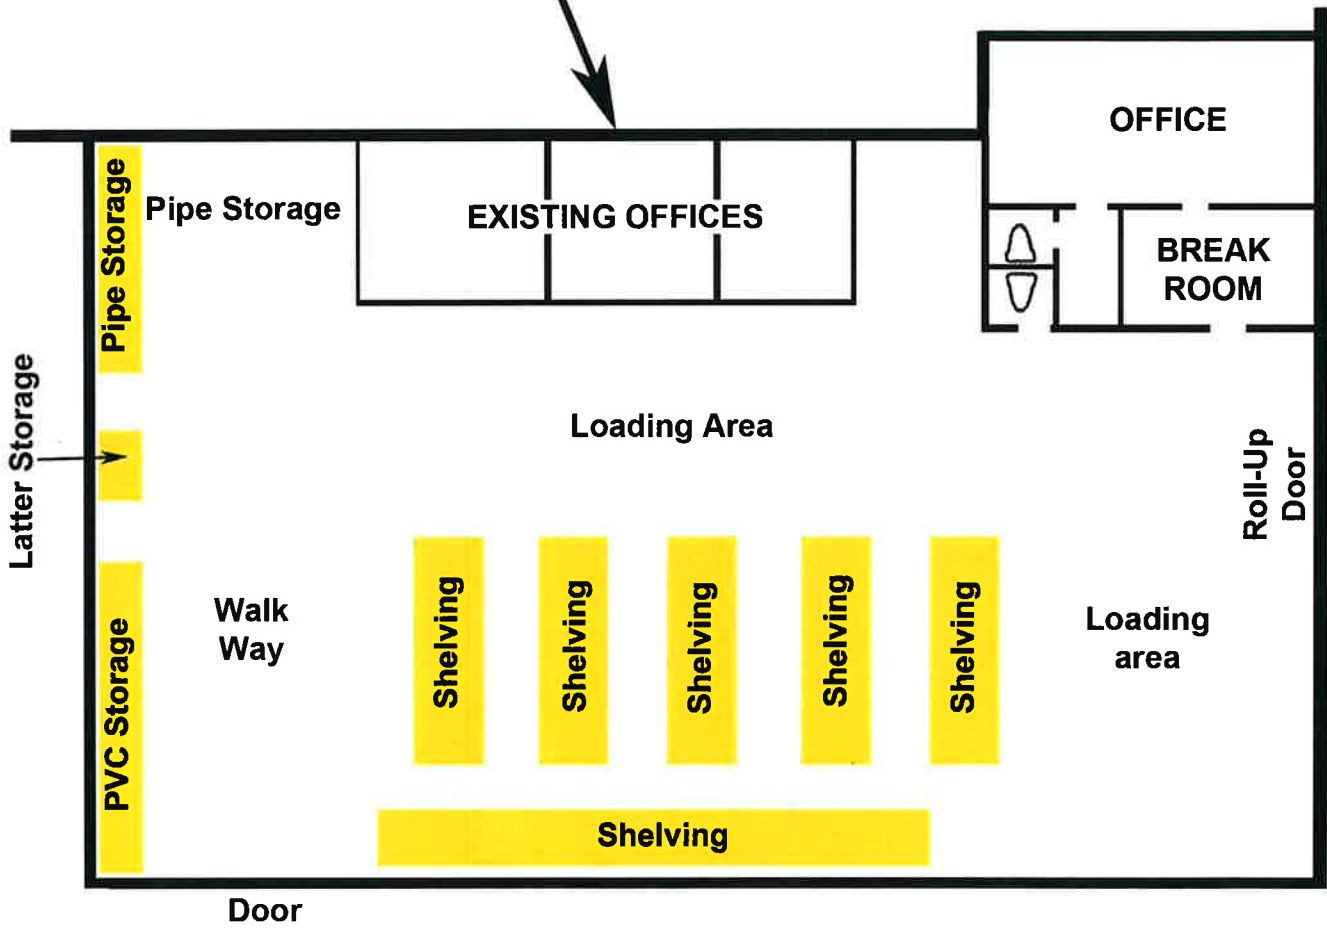 OFFICE
Pipe Storage
Pipe Storage
EXISTING OFFICES
BREAK
ROOM
Latter Storage
Loading Area
Roll-Up
Door
Walk
Way
Shelving
Shelving
Shelving
Shelving
Shelving
Loading
area
PVC Storage
Shelving
Door